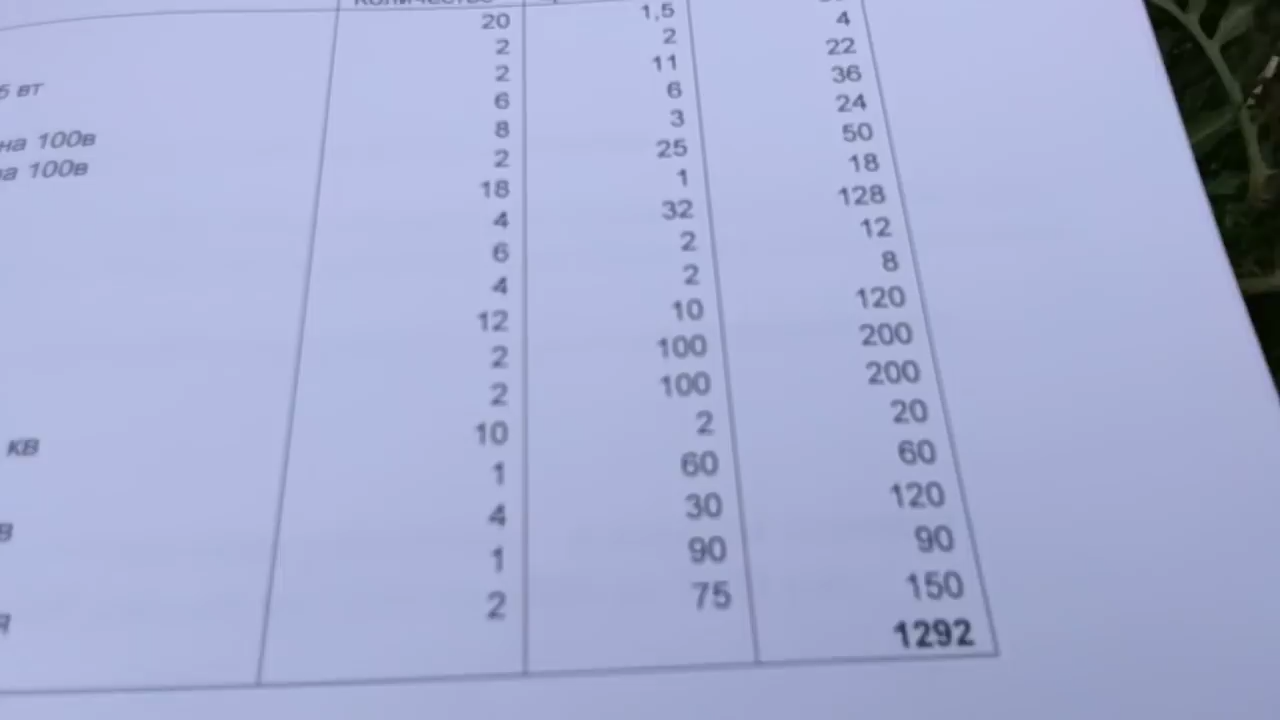 Количество
20 1,5
2 2 4
5 вт 2 11 22
6 6 36
на 100в 8 3 24
100в 2 25 50
18 1 18
4 32 128
6 2 12
4 2 8
12 10 120
2 100 200
2 100 200
кв 10 2 20
1 60 60
в 4 30 120
1 90 90
я 2 75 150
1292